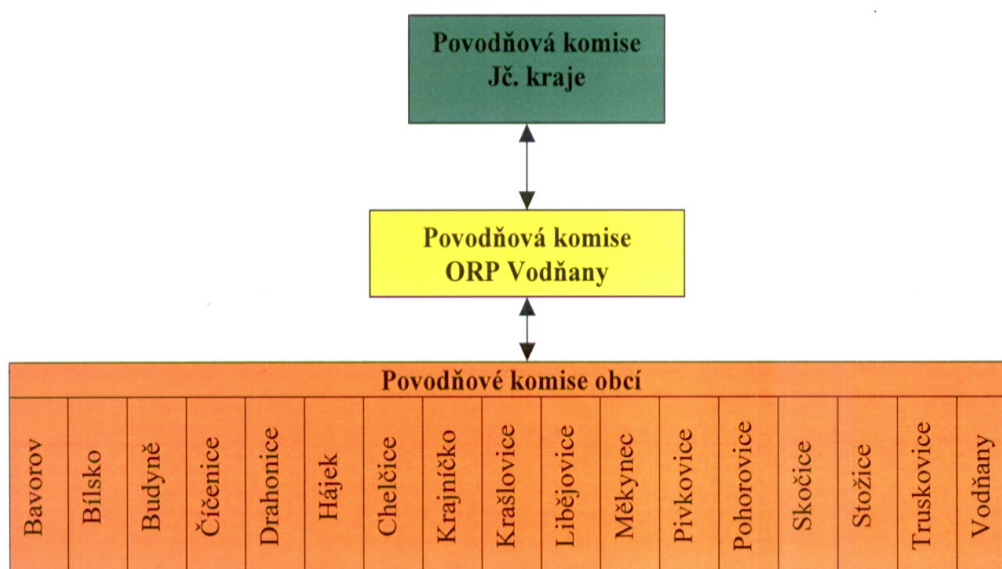 Povodňová komise
Jč. kraje
Povodňová komise
ORP Vodňany
Povodňové komise obcí
Bavorov
Bílsko
Budyně
Číčenice
Drahonice
Hájek
Chelčice
Krajníčko
Krašlovice
Libějovice
Měkynec
Pivkovice
Pohorovice
Skočice
Stožice
Truskovice
Vodňany